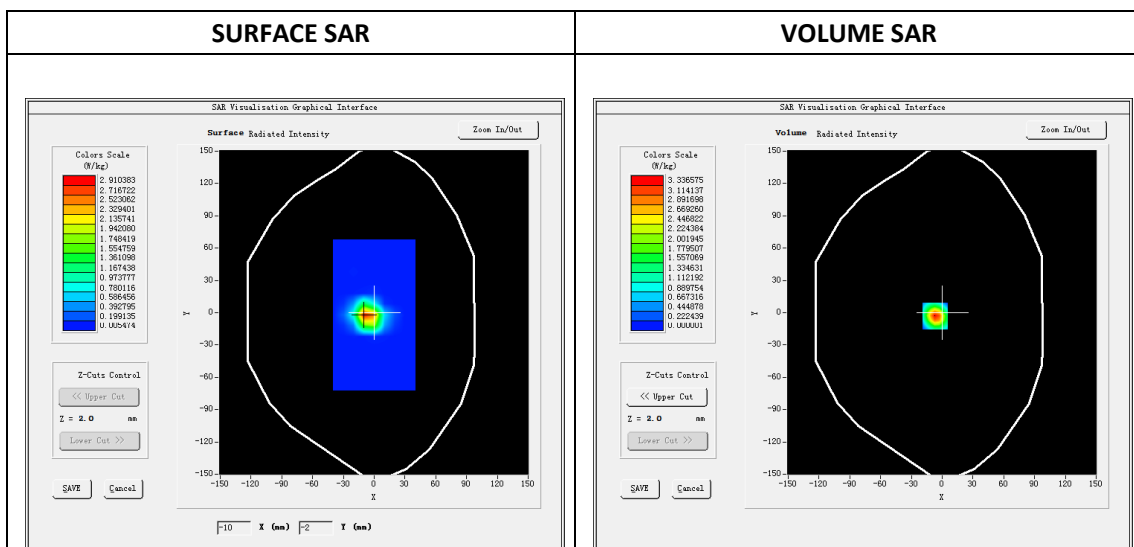 SURFACE SAR
VOLUME SAR
SAR Visualisation Graphical Interface
Surface Radiated Intensity
Zoom In/Out
Colors Scale
(W/kg)
2.910383
2.716722
2.523062
2.329401
2.135741
1.942080
1.748419
1.554759
1.361098
1.167438
0.973777
0.780116
0.586456
0.392795
0.199135
0.005474
Z-Cuts Control
<< Upper Cut
Z = 2.0 mm
Lower Cut >>
SAVE Cancel
150
120
90
60
30
0
-30
-60
-90
-120
-150
Y
-150 -120 -90 -60 -30 0 30 60 90 120 150
X
-10 X (mm) -2 Y (mm)
SAR Visualisation Graphical Interface
Volume Radiated Intensity
Zoom In/Out
Colors Scale
(W/kg)
3.336575
3.114137
2.891698
2.669260
2.446822
2.224384
2.001945
1.779507
1.557069
1.334631
1.112192
0.889754
0.667316
0.444878
0.222439
0.000001
Z-Cuts Control
<< Upper Cut
Z = 2.0 mm
Lower Cut >>
SAVE Cancel
150
120
90
60
30
0
-30
-60
-90
-120
-150
Y
-150 -120 -90 -60 -30 0 30 60 90 120 150
X